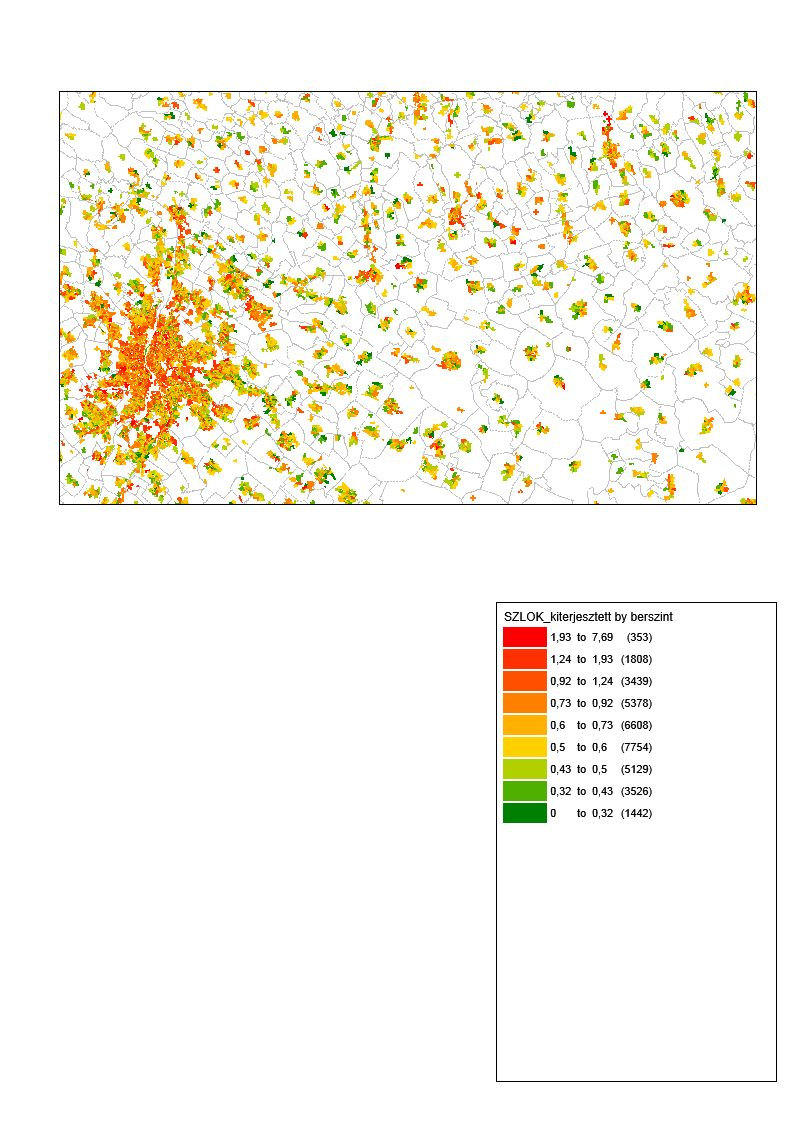 SZLOK_kiterjesztett by berszint
1,93 to 7,69 (353)
1,24 to 1,93 (1808)
0,92 to 1,24 (3439)
0,73 to 0,92 (5378)
0,6 to 0,73 (6608)
0,5 to 0,6 (7754)
0,43 to 0,5 (5129)
0,32 to 0,43 (3526)
0 to 0,32 (1442)